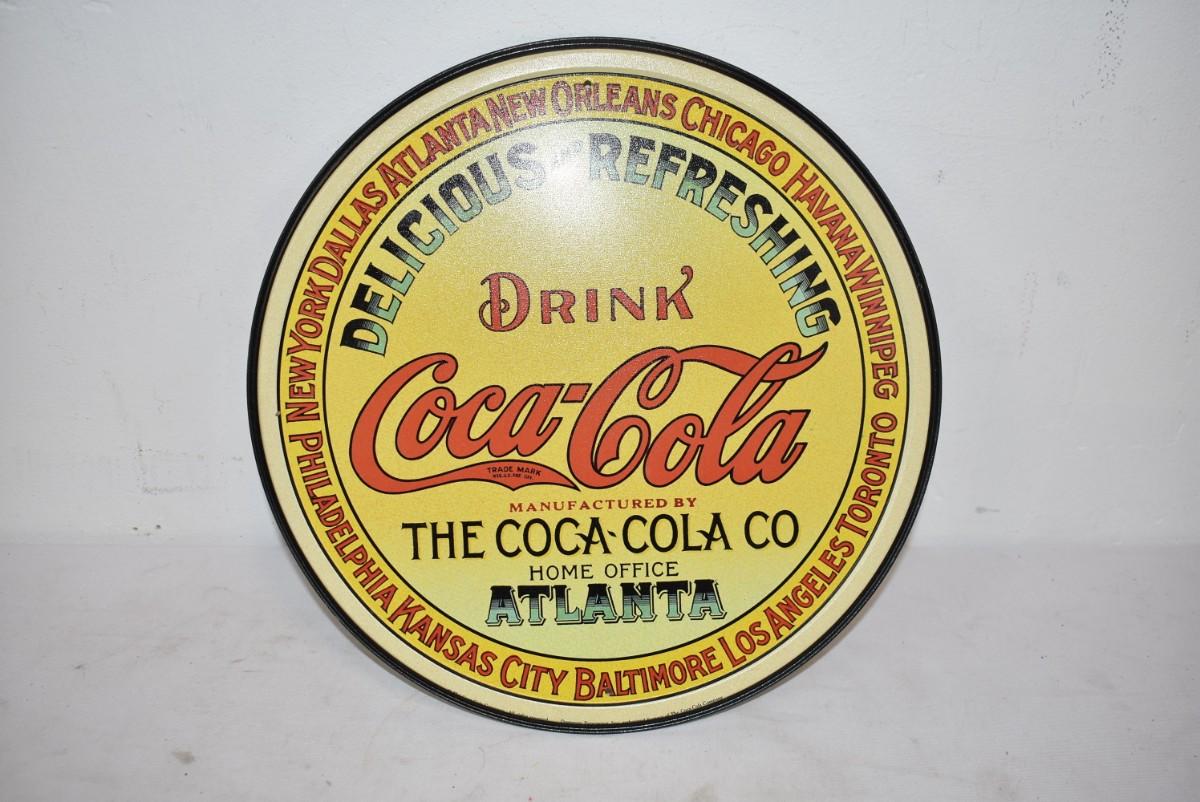 ATLANTA NEW ORLEANS CHICAGO HAVANA WINNIPEG TORONTO LOS ANGELES BALTIMORE KANSAS CITY PHILADELPHIA NEW YORK DALLAS
DELICIOUS AND REFRESHING
DRINK
Coca-Cola
TRADE MARK
MANUFACTURED BY
THE COCA-COLA CO
HOME OFFICE
ATLANTA